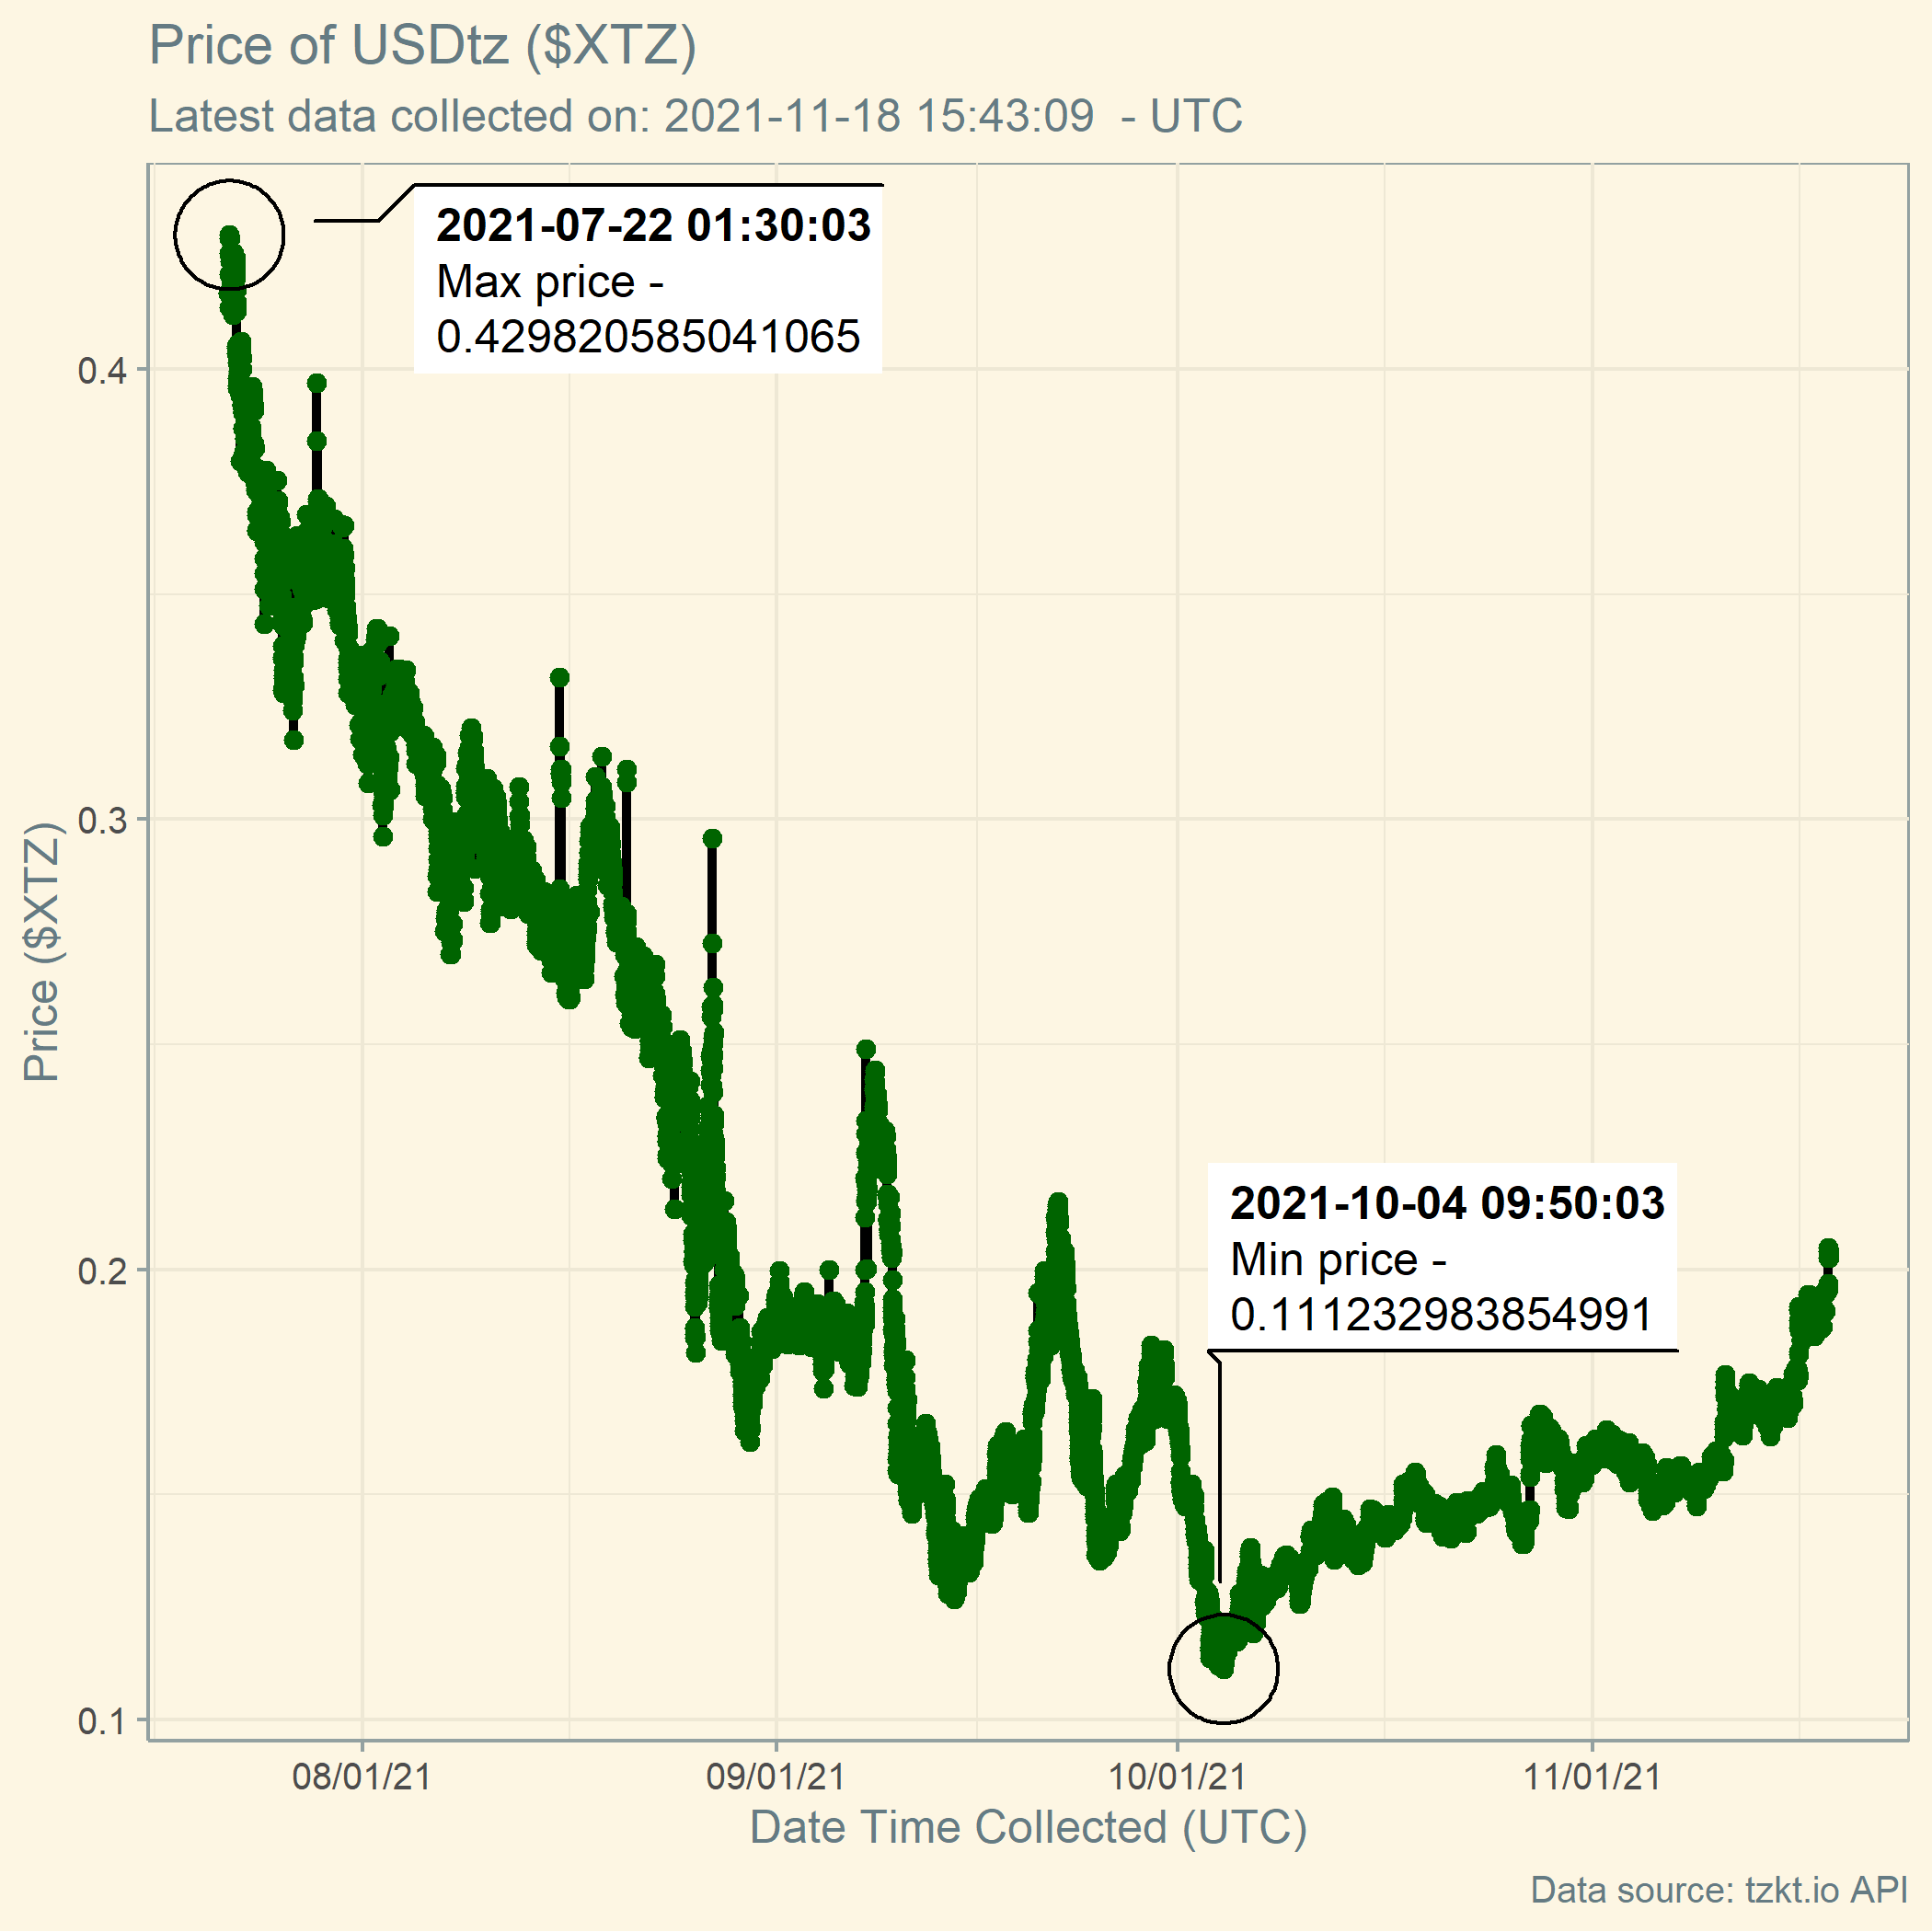 Price of USDtz ($XTZ)
Latest data collected on: 2021-11-18 15:43:09  - UTC
2021-07-22 01:30:03
Max price -
0.429820585041065
0.4
0.3
0.2
0.1
Price ($XTZ)
2021-10-04 09:50:03
Min price -
0.111232983854991
08/01/21
09/01/21
10/01/21
11/01/21
Date Time Collected (UTC)
Data source: tzkt.io API